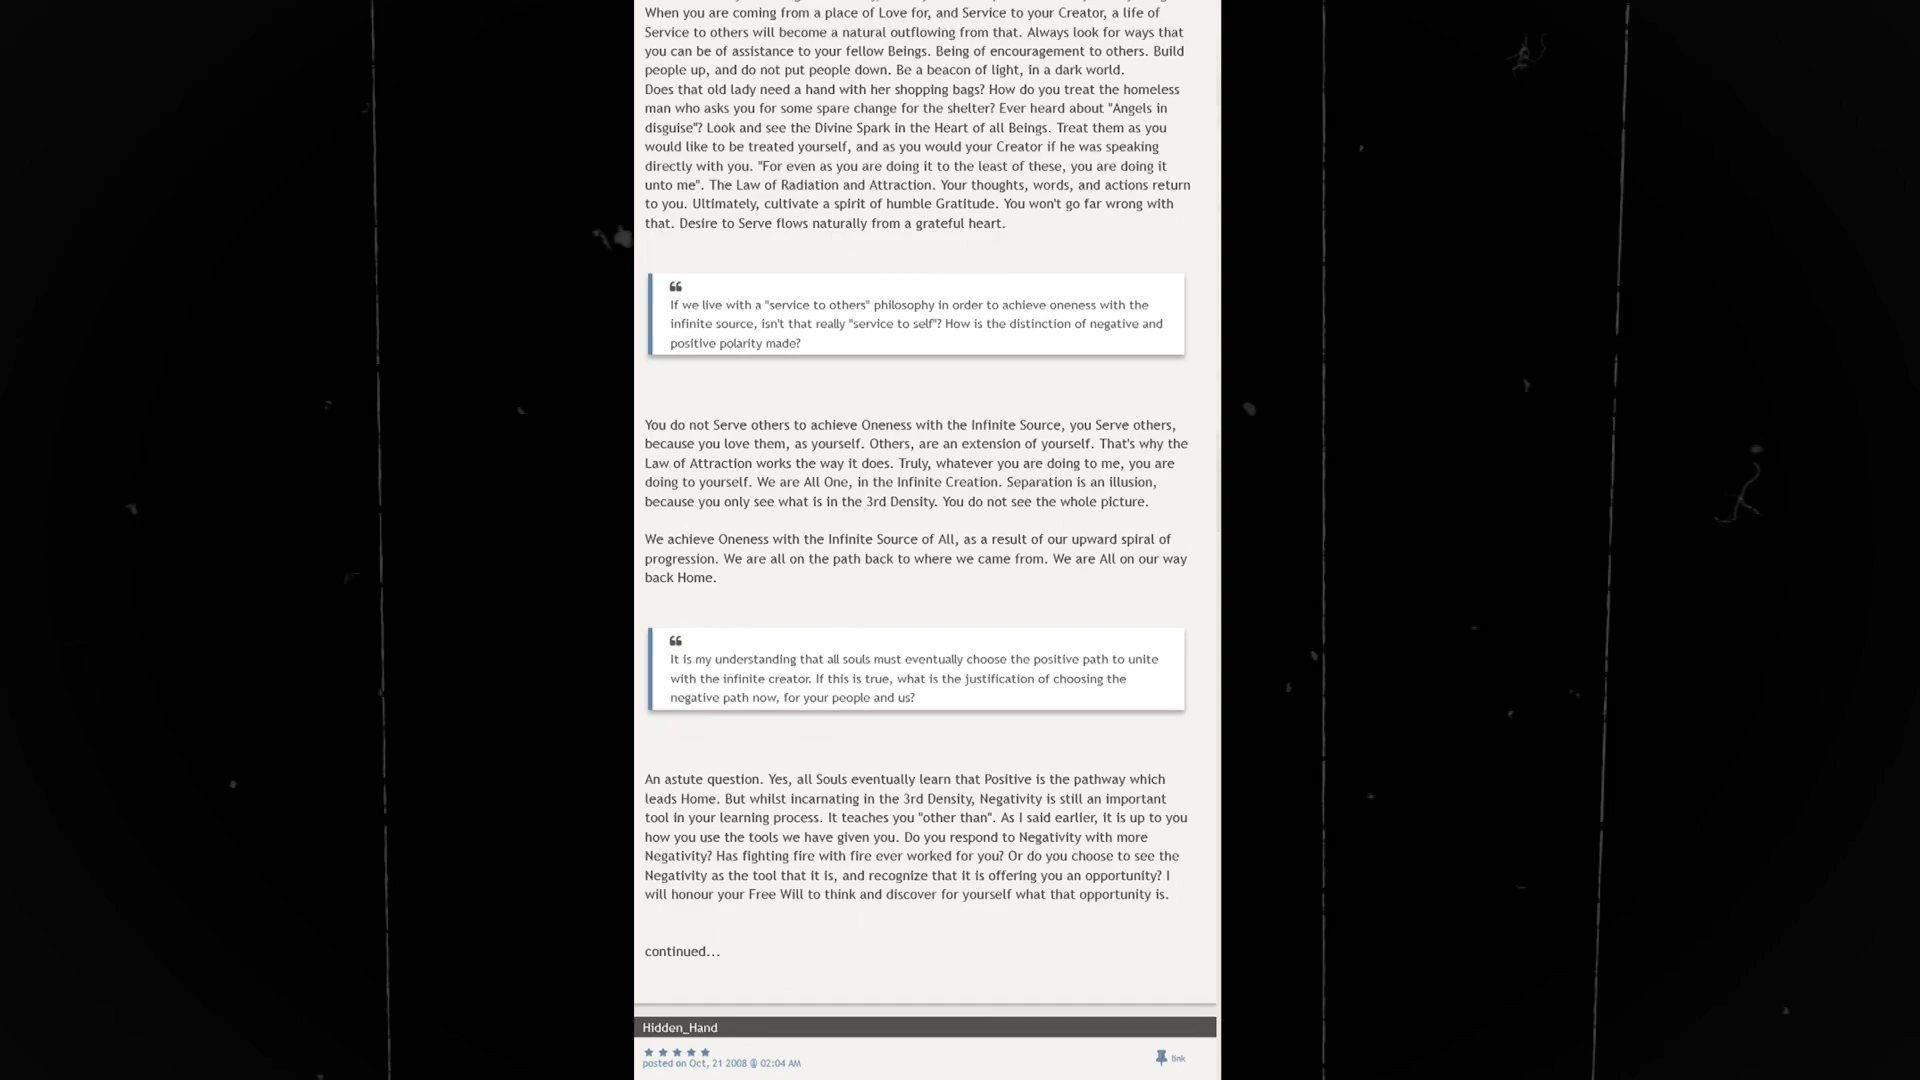 When you are coming from a place of Love for, and Service to your Creator, a life of
Service to others will become a natural outflowing from that. Always look for ways that
you can be of assistance to your fellow Beings. Being of encouragement to others. Build
people up, and do not put people down. Be a beacon of light, in a dark world.
Does that old lady need a hand with her shopping bags? How do you treat the homeless
man who asks you for some spare change for the shelter? Ever heard about "Angels in
disguise"? Look and see the Divine Spark in the Heart of all Beings. Treat them as you
would like to be treated yourself, and as you would your Creator if he was speaking
directly with you. "For even as you are doing it to the least of these, you are doing it
unto me". The Law of Radiation and Attraction. Your thoughts, words, and actions return
to you. Ultimately, cultivate a spirit of humble Gratitude. You won't go far wrong with
that. Desire to Serve flows naturally from a grateful heart.
If we live with a "service to others" philosophy in order to achieve oneness with the
infinite source, isn't that really "service to self"? How is the distinction of negative and
positive polarity made?
You do not Serve others to achieve Oneness with the Infinite Source, you Serve others,
because you love them, as yourself. Others, are an extension of yourself. That's why the
Law of Attraction works the way it does. Truly, whatever you are doing to me, you are
doing to yourself. We are All One, in the Infinite Creation. Separation is an illusion,
because you only see what is in the 3rd Density. You do not see the whole picture.
We achieve Oneness with the Infinite Source of All, as a result of our upward spiral of
progression. We are all on the path back to where we came from. We are All on our way
back Home.
It is my understanding that all souls must eventually choose the positive path to unite
with the infinite creator. If this is true, what is the justification of choosing the
negative path now, for your people and us?
An astute question. Yes, all Souls eventually learn that Positive is the pathway which
leads Home. But whilst incarnating in the 3rd Density, Negativity is still an important
tool in your learning process. It teaches you "other than". As I said earlier, it is up to you
how you use the tools we have given you. Do you respond to Negativity with more
Negativity? Has fighting fire with fire ever worked for you? Or do you choose to see the
Negativity as the tool that it is, and recognize that it is offering you an opportunity? I
will honour your Free Will to think and discover for yourself what that opportunity is.
continued...
Hidden_Hand
posted on Oct, 21 2008 @ 02:04 AM
link